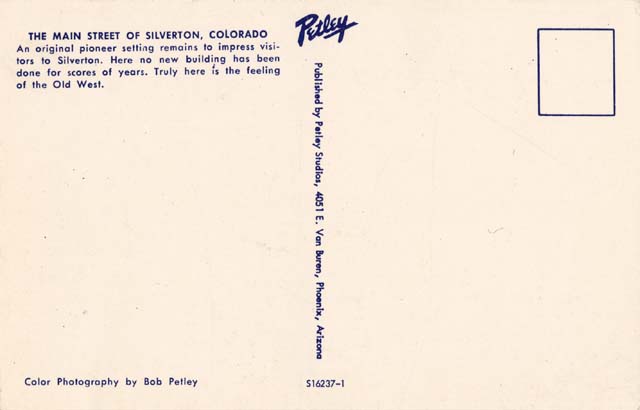 THE MAIN STREET OF SILVERTON, COLORADO
An original pioneer setting remains to impress visi-
tors to Silverton. Here no new building has been
done for scores of years. Truly here is the feeling
of the Old West.
Petley
Published by Petley Studios, 4051 E. Van Buren, Phoenix, Arizona
Color Photography by Bob Petley
S16237-1